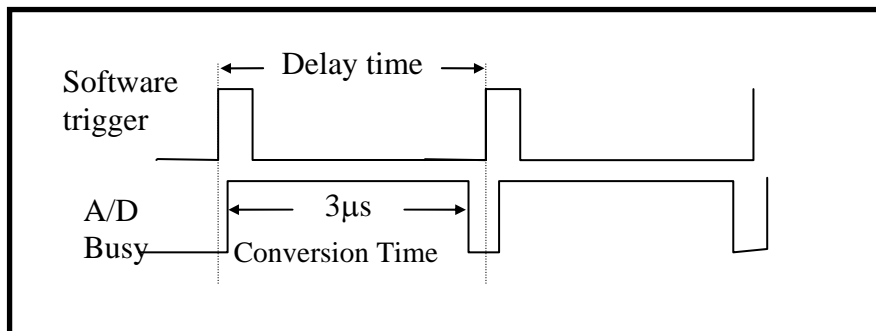 Delay time
Software
trigger
3μs
A/D
Busy
Conversion Time